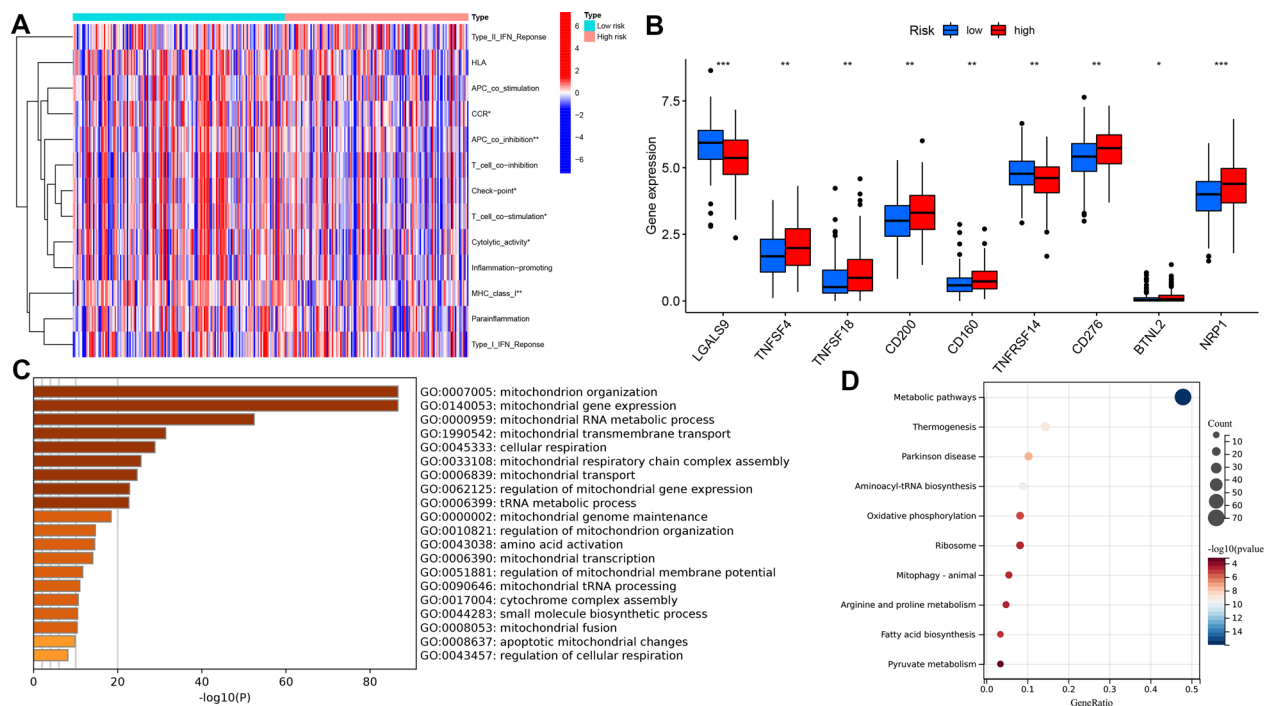 A
Type
Type_II_IFN_Reponse
HLA
APC_co_stimulation
CCR*
APC_co_inhibition**
T_cell_co-inhibition
Check-point*
T_cell_co-stimulation*
Cytolytic_activity*
Inflammation-promoting
MHC_class_I**
Parainflammation
Type_I_IFN_Reponse
6
4
2
0
-2
-4
-6
Type
Low risk
High risk
B
Risk low high
*** ** ** ** ** ** ** * ***
Gene expression
7.5
5.0
2.5
0.0
LGALS9
TNFSF4
TNFSF18
CD200
CD160
TNFRSF14
CD276
BTNL2
NRP1
C
GO:0007005: mitochondrion organization
GO:0140053: mitochondrial gene expression
GO:0000959: mitochondrial RNA metabolic process
GO:1990542: mitochondrial transmembrane transport
GO:0045333: cellular respiration
GO:0033108: mitochondrial respiratory chain complex assembly
GO:0006839: mitochondrial transport
GO:0062125: regulation of mitochondrial gene expression
GO:0006399: tRNA metabolic process
GO:0000002: mitochondrial genome maintenance
GO:0010821: regulation of mitochondrion organization
GO:0043038: amino acid activation
GO:0006390: mitochondrial transcription
GO:0051881: regulation of mitochondrial membrane potential
GO:0090646: mitochondrial tRNA processing
GO:0017004: cytochrome complex assembly
GO:0044283: small molecule biosynthetic process
GO:0008053: mitochondrial fusion
GO:0008637: apoptotic mitochondrial changes
GO:0043457: regulation of cellular respiration
0 20 40 60 80
-log10(P)
D
Metabolic pathways
Thermogenesis
Parkinson disease
Aminoacyl-tRNA biosynthesis
Oxidative phosphorylation
Ribosome
Mitophagy - animal
Arginine and proline metabolism
Fatty acid biosynthesis
Pyruvate metabolism
0.0 0.1 0.2 0.3 0.4 0.5
GeneRatio
Count
10
20
30
40
50
60
70
-log10(pvalue
4
6
8
10
12
14